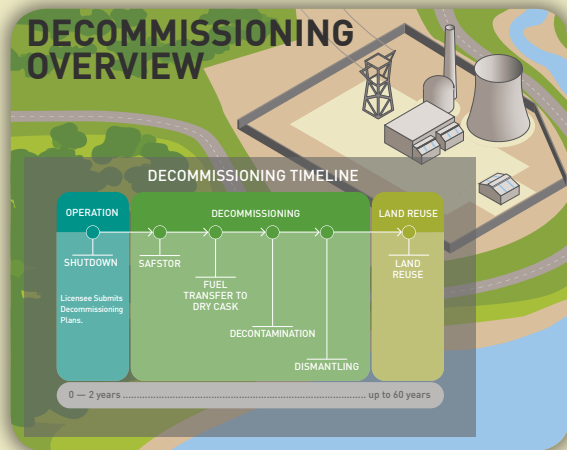 DECOMMISSIONING
OVERVIEW
DECOMMISSIONING TIMELINE
OPERATION
DECOMMISSIONING
LAND REUSE
SHUTDOWN
SAFSTOR
FUEL
TRANSFER TO
DRY CASK
DECONTAMINATION
DISMANTLING
LAND
REUSE
Licensee Submits
Decommissioning
Plans.
0 — 2 years ........................................................................ up to 60 years